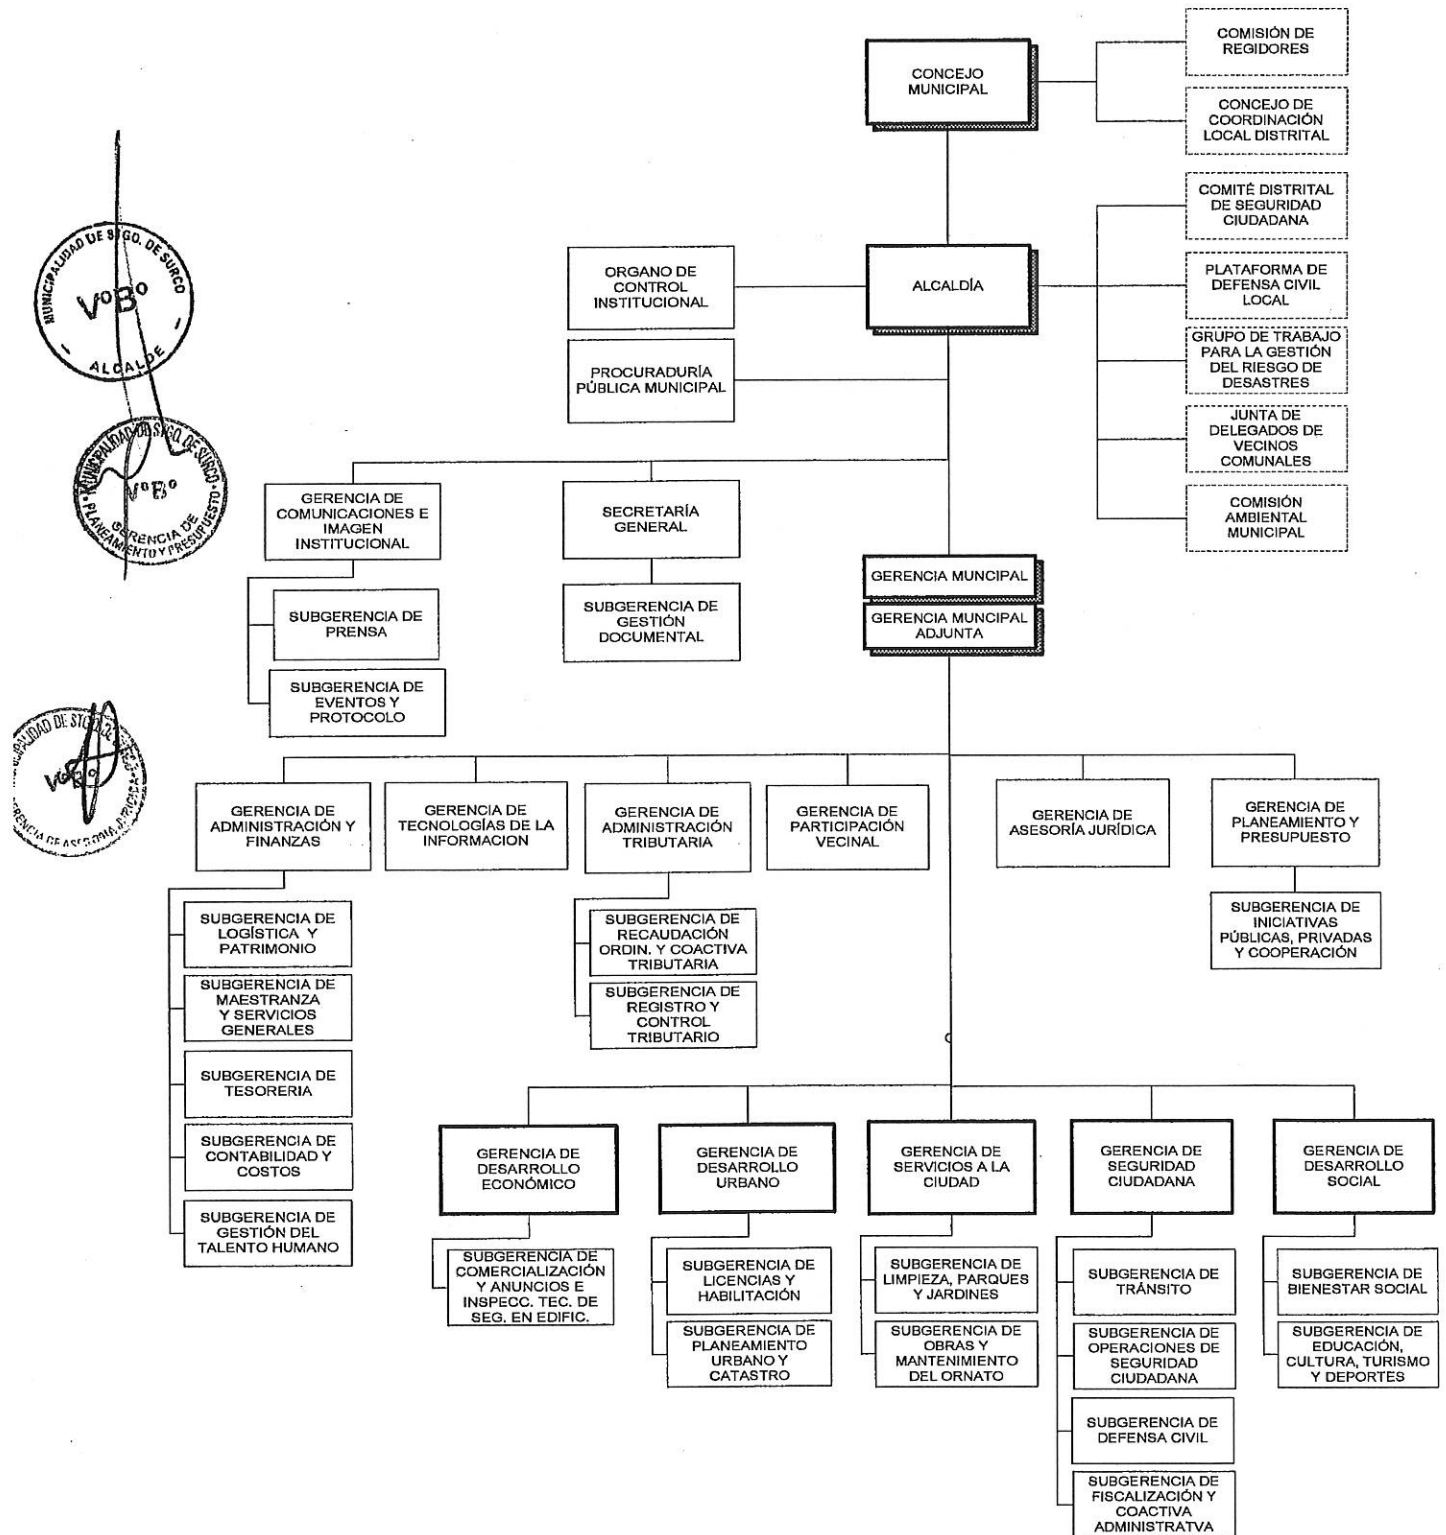 CONCEJO
MUNICIPAL
COMISIÓN DE
REGIDORES
CONCEJO DE
COORDINACIÓN
LOCAL DISTRITAL
COMITÉ DISTRITAL
DE SEGURIDAD
CIUDADANA
ORGANO DE
CONTROL
INSTITUCIONAL
ALCALDÍA
PLATAFORMA DE
DEFENSA CIVIL
LOCAL
PROCURADURÍA
PÚBLICA MUNICIPAL
GRUPO DE TRABAJO
PARA LA GESTIÓN
DEL RIESGO DE
DESASTRES
JUNTA DE
DELEGADOS DE
VECINOS
COMUNALES
COMISIÓN
AMBIENTAL
MUNICIPAL
MUNICIPALIDAD DE STGO. DE SURCO
VºBº
ALCALDE
MUNICIPALIDAD DE STGO. DE SURCO
VºBº
GERENCIA DE
PLANEAMIENTO Y PRESUPUESTO
GERENCIA DE
COMUNICACIONES E
IMAGEN
INSTITUCIONAL
SECRETARÍA
GENERAL
GERENCIA MUNCIPAL
GERENCIA MUNCIPAL
ADJUNTA
SUBGERENCIA DE
PRENSA
SUBGERENCIA DE
GESTIÓN
DOCUMENTAL
SUBGERENCIA DE
EVENTOS Y
PROTOCOLO
GERENCIA DE
ADMINISTRACIÓN Y
FINANZAS
GERENCIA DE
TECNOLOGÍAS DE LA
INFORMACION
GERENCIA DE
ADMINISTRACIÓN
TRIBUTARIA
GERENCIA DE
PARTICIPACIÓN
VECINAL
GERENCIA DE
ASESORÍA JURÍDICA
GERENCIA DE
PLANEAMIENTO Y
PRESUPUESTO
SUBGERENCIA DE
LOGÍSTICA Y
PATRIMONIO
SUBGERENCIA DE
MAESTRANZA
Y SERVICIOS
GENERALES
SUBGERENCIA DE
TESORERIA
SUBGERENCIA DE
CONTABILIDAD Y
COSTOS
SUBGERENCIA DE
GESTIÓN DEL
TALENTO HUMANO
SUBGERENCIA DE
RECAUDACIÓN
ORDIN. Y COACTIVA
TRIBUTARIA
SUBGERENCIA DE
REGISTRO Y
CONTROL
TRIBUTARIO
SUBGERENCIA DE
INICIATIVAS
PÚBLICAS, PRIVADAS
Y COOPERACIÓN
GERENCIA DE
DESARROLLO
ECONÓMICO
GERENCIA DE
DESARROLLO
URBANO
GERENCIA DE
SERVICIOS A LA
CIUDAD
GERENCIA DE
SEGURIDAD
CIUDADANA
GERENCIA DE
DESARROLLO
SOCIAL
SUBGERENCIA DE
COMERCIALIZACIÓN
Y ANUNCIOS E
INSPECC. TEC. DE
SEG. EN EDIFIC.
SUBGERENCIA DE
LICENCIAS Y
HABILITACIÓN
SUBGERENCIA DE
PLANEAMIENTO
URBANO Y
CATASTRO
SUBGERENCIA DE
LIMPIEZA, PARQUES
Y JARDINES
SUBGERENCIA DE
OBRAS Y
MANTENIMIENTO
DEL ORNATO
SUBGERENCIA DE
TRÁNSITO
SUBGERENCIA DE
OPERACIONES DE
SEGURIDAD
CIUDADANA
SUBGERENCIA DE
DEFENSA CIVIL
SUBGERENCIA DE
FISCALIZACIÓN Y
COACTIVA
ADMINISTRATVA
SUBGERENCIA DE
BIENESTAR SOCIAL
SUBGERENCIA DE
EDUCACIÓN,
CULTURA, TURISMO
Y DEPORTES